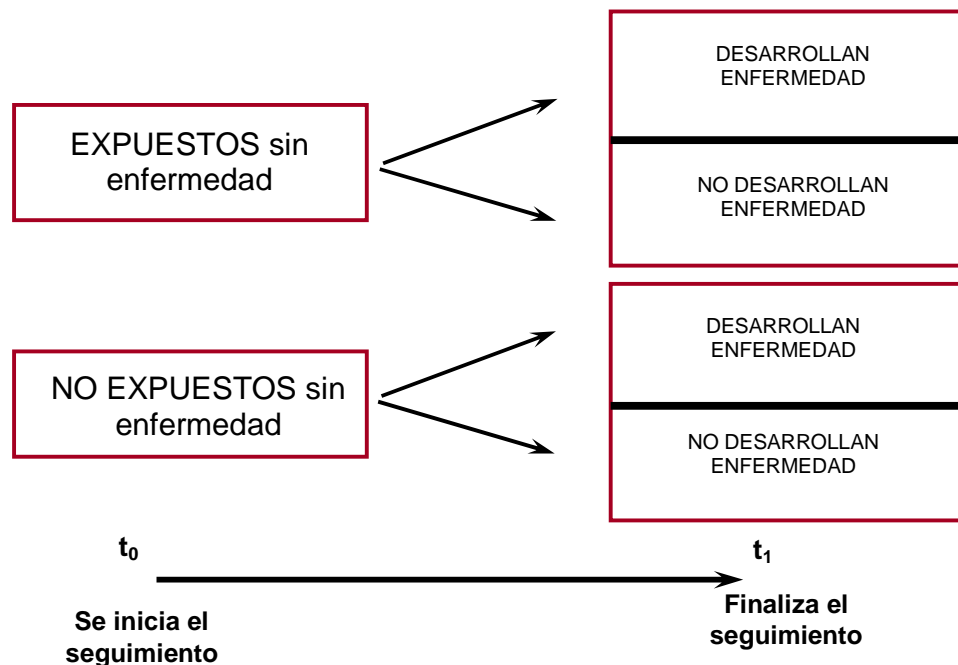 DESARROLLAN
ENFERMEDAD
EXPUESTOS sin
enfermedad
NO DESARROLLAN
ENFERMEDAD
DESARROLLAN
ENFERMEDAD
NO EXPUESTOS sin
enfermedad
NO DESARROLLAN
ENFERMEDAD
t0
t1
Se inicia el
seguimiento
Finaliza el
seguimiento